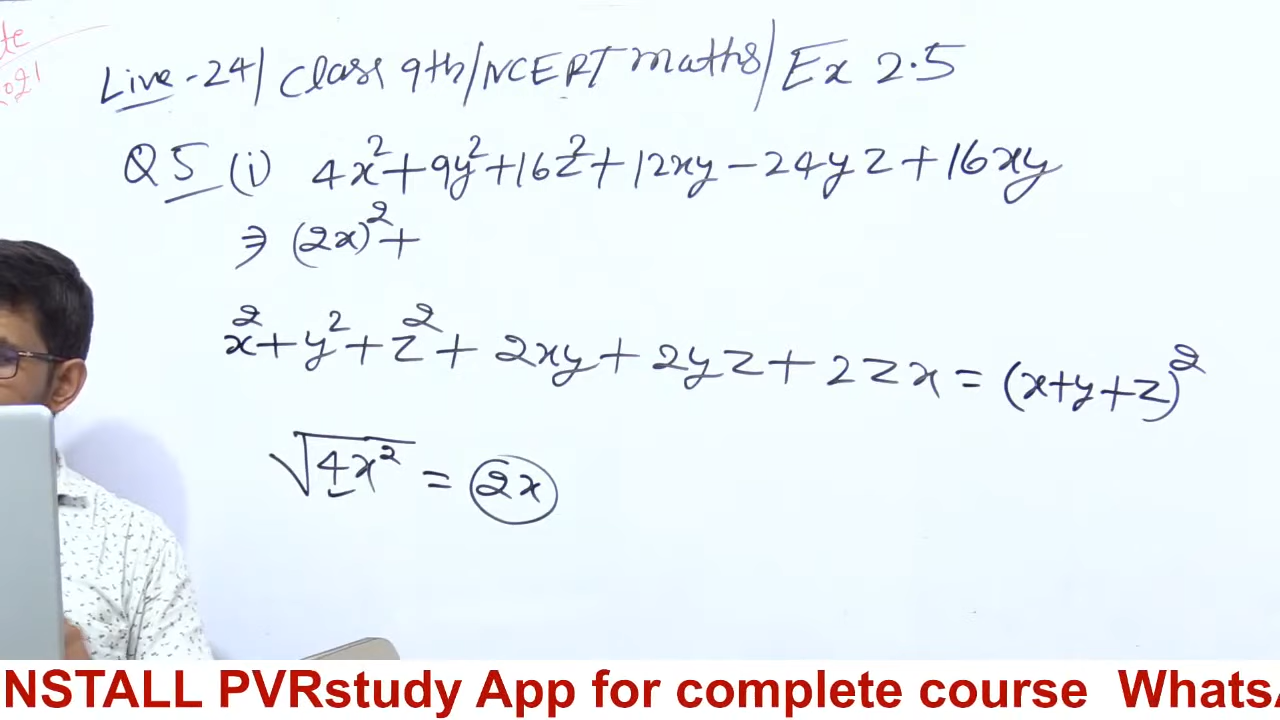 Live-24/ Class 9th/NCERT maths/ Ex 2.5
Q5 (i) 4x²+9y²+16z²+12xy-24yz+16xy
⇒ (2x)²+
x²+y²+z²+2xy+2yz+2zx=(x+y+z)²
√4x² = 2x
NSTALL PVRstudy App for complete course Whats